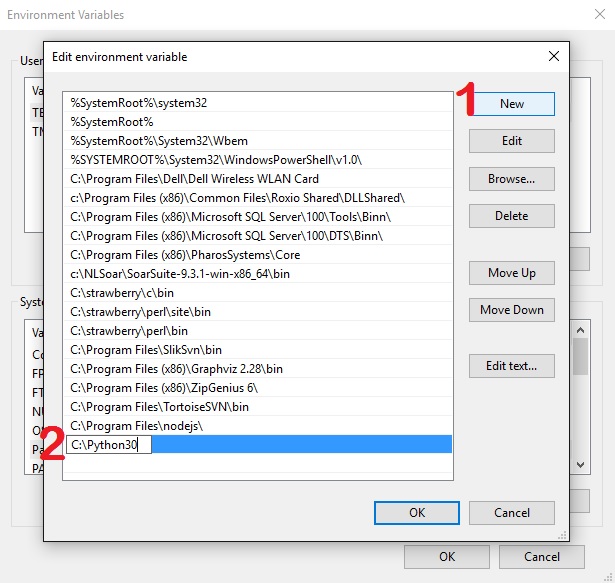 Environment Variables
User
Edit environment variable
Va
TE
TM
1
%SystemRoot%\system32
%SystemRoot%
%SystemRoot%\System32\Wbem
%SYSTEMROOT%\System32\WindowsPowerShell\v1.0\
C:\Program Files\Dell\Dell Wireless WLAN Card
c:\Program Files (x86)\Common Files\Roxio Shared\DLLShared\
C:\Program Files (x86)\Microsoft SQL Server\100\Tools\Binn\
C:\Program Files (x86)\Microsoft SQL Server\100\DTS\Binn\
C:\Program Files (x86)\PharosSystems\Core
c:\NLSoar\SoarSuite-9.3.1-win-x86_64\bin
C:\strawberry\c\bin
C:\strawberry\perl\site\bin
C:\strawberry\perl\bin
C:\Program Files\SlikSvn\bin
C:\Program Files (x86)\Graphviz 2.28\bin
C:\Program Files (x86)\ZipGenius 6\
C:\Program Files\TortoiseSVN\bin
C:\Program Files\nodejs\
2
C:\Python30
New
Edit
Browse...
Delete
Move Up
Move Down
Edit text...
OK
Cancel
Syste
Va
Co
FP
FT
NU
Pa
PA
OK
Cancel